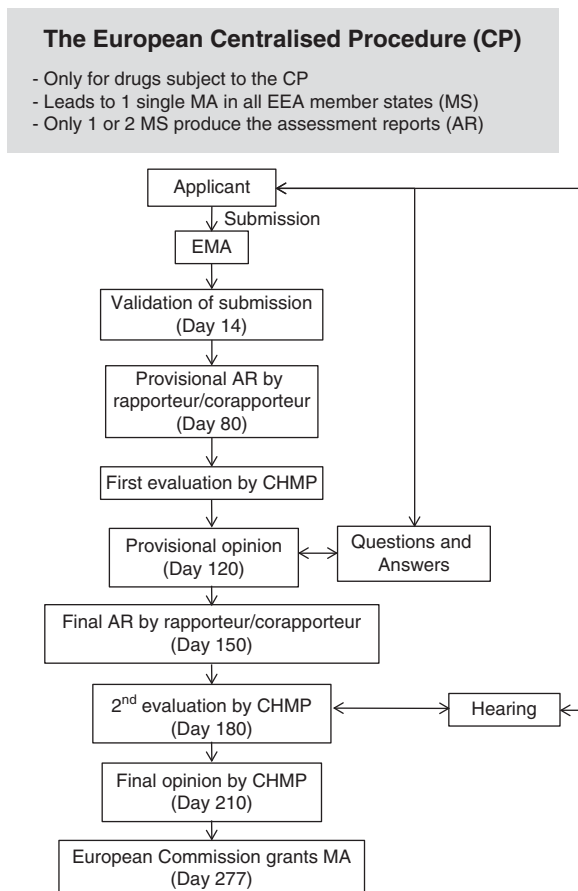 The European Centralised Procedure (CP)
- Only for drugs subject to the CP
- Leads to 1 single MA in all EEA member states (MS)
- Only 1 or 2 MS produce the assessment reports (AR)
Applicant
Submission
EMA
Validation of submission
(Day 14)
Provisional AR by
rapporteur/corapporteur
(Day 80)
First evaluation by CHMP
Provisional opinion
(Day 120)
Questions and
Answers
Final AR by rapporteur/corapporteur
(Day 150)
2nd evaluation by CHMP
(Day 180)
Hearing
Final opinion by CHMP
(Day 210)
European Commission grants MA
(Day 277)